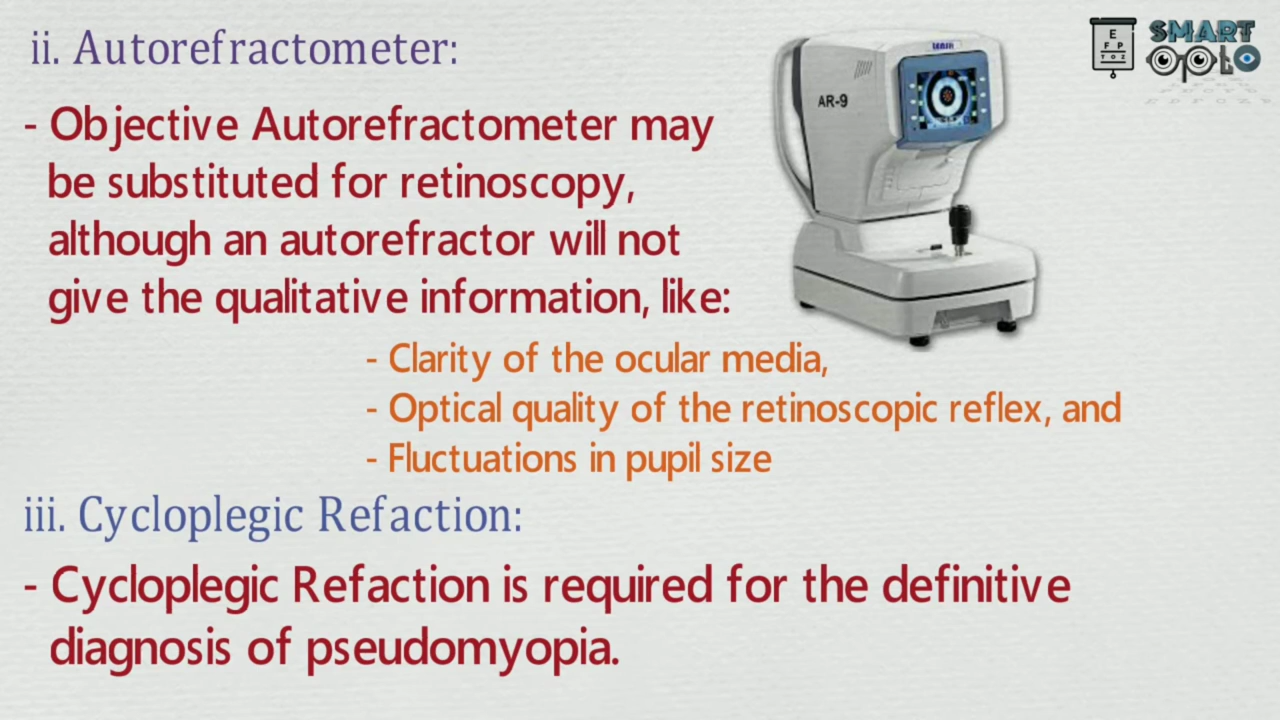 ii. Autorefractometer:
- Objective Autorefractometer may
be substituted for retinoscopy,
although an autorefractor will not
give the qualitative information, like:
- Clarity of the ocular media,
- Optical quality of the retinoscopic reflex, and
- Fluctuations in pupil size
iii. Cycloplegic Refaction:
- Cycloplegic Refaction is required for the definitive
diagnosis of pseudomyopia.
AR-9
E
F P
T O Z
SMART
OptO